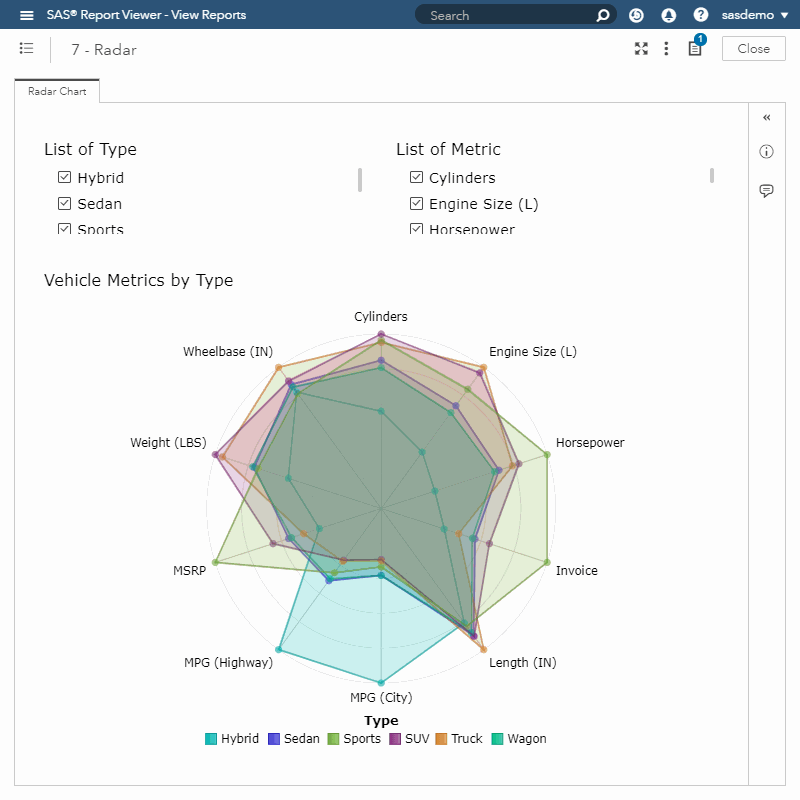 SAS® Report Viewer - View Reports
Search
?
sasdemo
7 - Radar
1
Close
Radar Chart
List of Type
Hybrid
Sedan
Sports
List of Metric
Cylinders
Engine Size (L)
Horsepower
Vehicle Metrics by Type
Cylinders
Wheelbase (IN)
Engine Size (L)
Weight (LBS)
Horsepower
MSRP
Invoice
MPG (Highway)
Length (IN)
MPG (City)
Type
Hybrid Sedan Sports SUV Truck Wagon